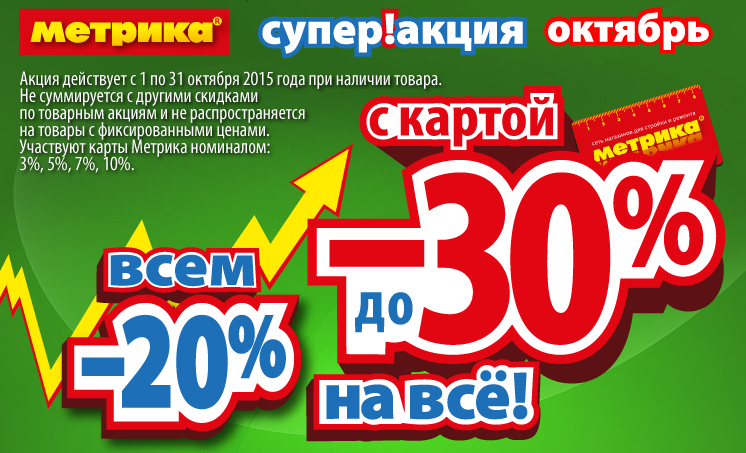 метрика®
супер!акция
октябрь
Акция действует с 1 по 31 октября 2015 года при наличии товара.
Не суммируется с другими скидками
по товарным акциям и не распространяется
на товары с фиксированными ценами.
Участвуют карты Метрика номиналом:
3%, 5%, 7%, 10%.
с картой
сеть магазинов для стройки и ремонта
метрика®
всем
–20%
до –30%
на всё!